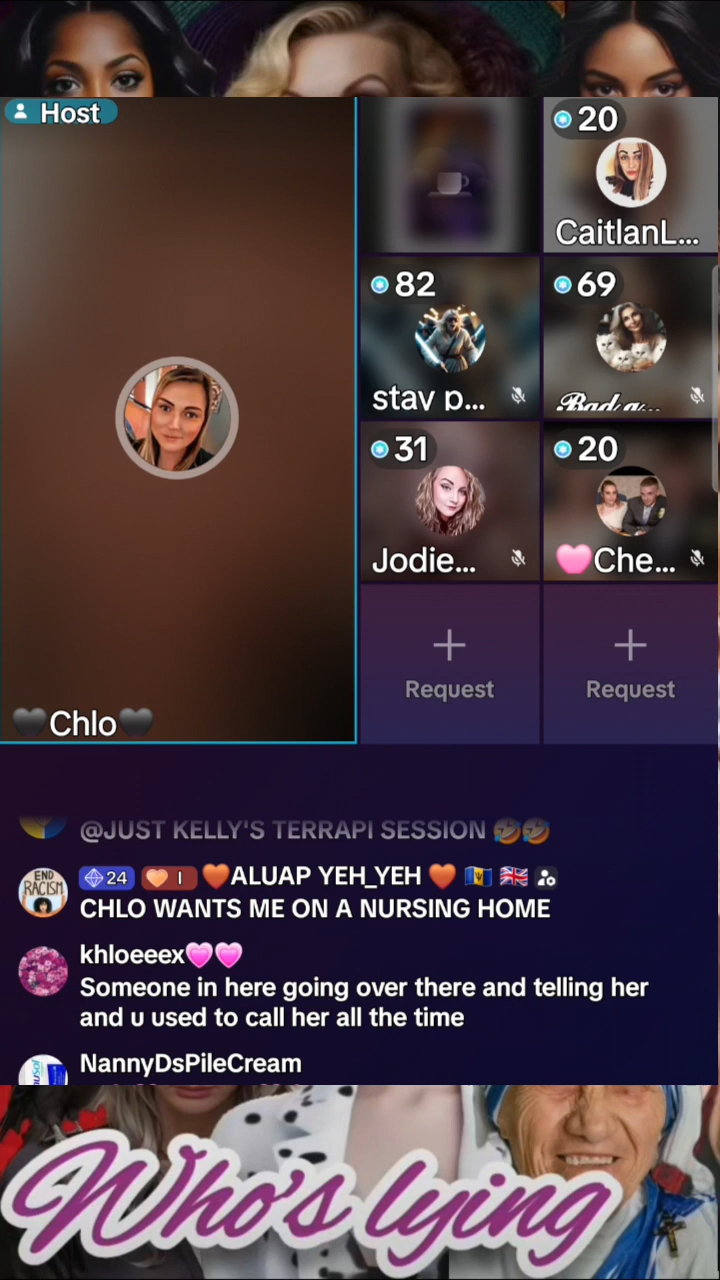 Host
20
CaitlanL...
82
69
stav p...
Bad a...
31
20
Jodie...
🩷Che...
Request
Request
🖤Chlo🖤
@JUST KELLY'S TERRAPI SESSION 🤣🤣
END
RACISM
24 I 🧡ALUAP YEH_YEH 🧡 🇧🇧 🇬🇧
CHLO WANTS ME ON A NURSING HOME
khloeeex🩷🩷
Someone in here going over there and telling her
and u used to call her all the time
NannyDsPileCream
Who's lying